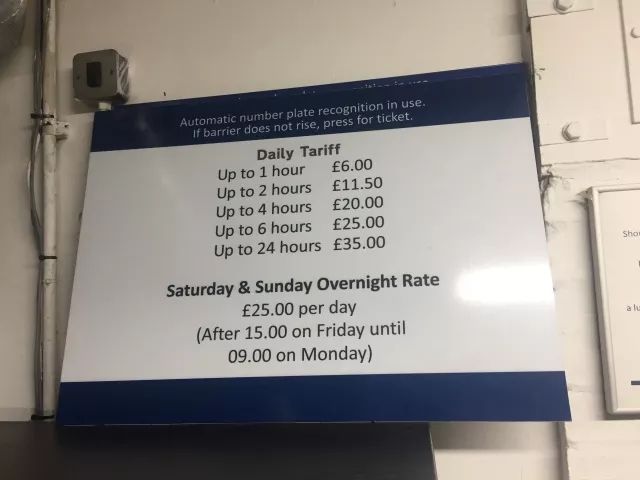 Automatic number plate recognition in use.
If barrier does not rise, press for ticket.
Daily Tariff
Up to 1 hour £6.00
Up to 2 hours £11.50
Up to 4 hours £20.00
Up to 6 hours £25.00
Up to 24 hours £35.00
Saturday & Sunday Overnight Rate
£25.00 per day
(After 15.00 on Friday until
09.00 on Monday)